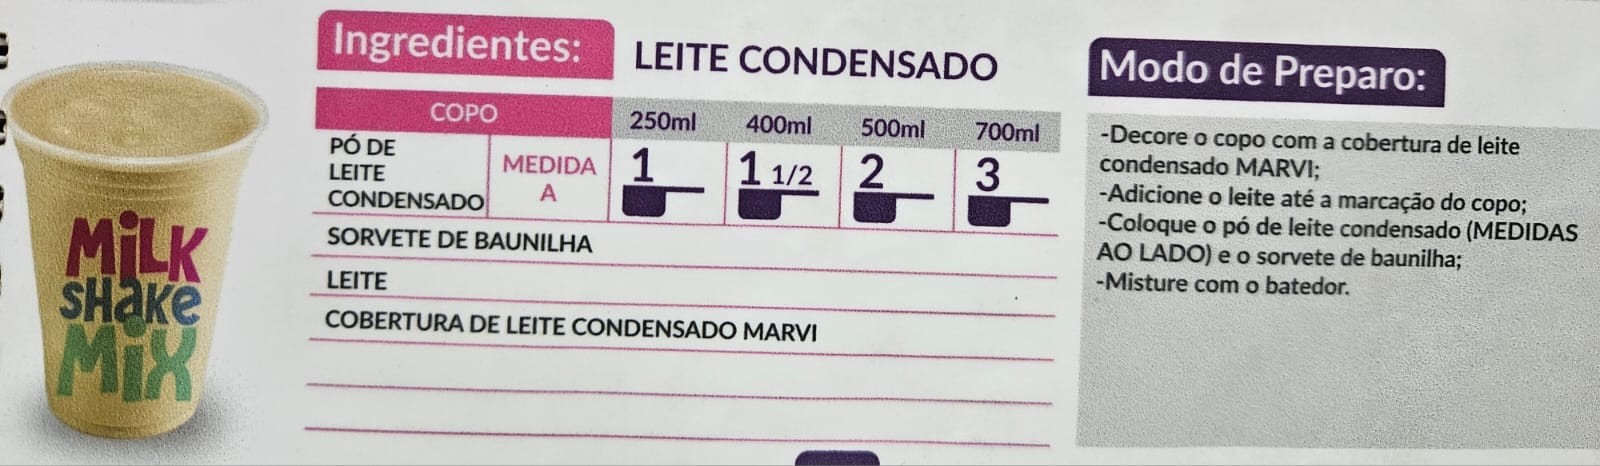 Ingredientes:
LEITE CONDENSADO
COPO
250ml 400ml 500ml 700ml
PÓ DE
LEITE
CONDENSADO
MEDIDA
A
1 1 1/2 2 3
SORVETE DE BAUNILHA
LEITE
COBERTURA DE LEITE CONDENSADO MARVI
Modo de Preparo:
-Decore o copo com a cobertura de leite
condensado MARVI;
-Adicione o leite até a marcação do copo;
-Coloque o pó de leite condensado (MEDIDAS
AO LADO) e o sorvete de baunilha;
-Misture com o batedor.
MiLK
SHaKe
MiX